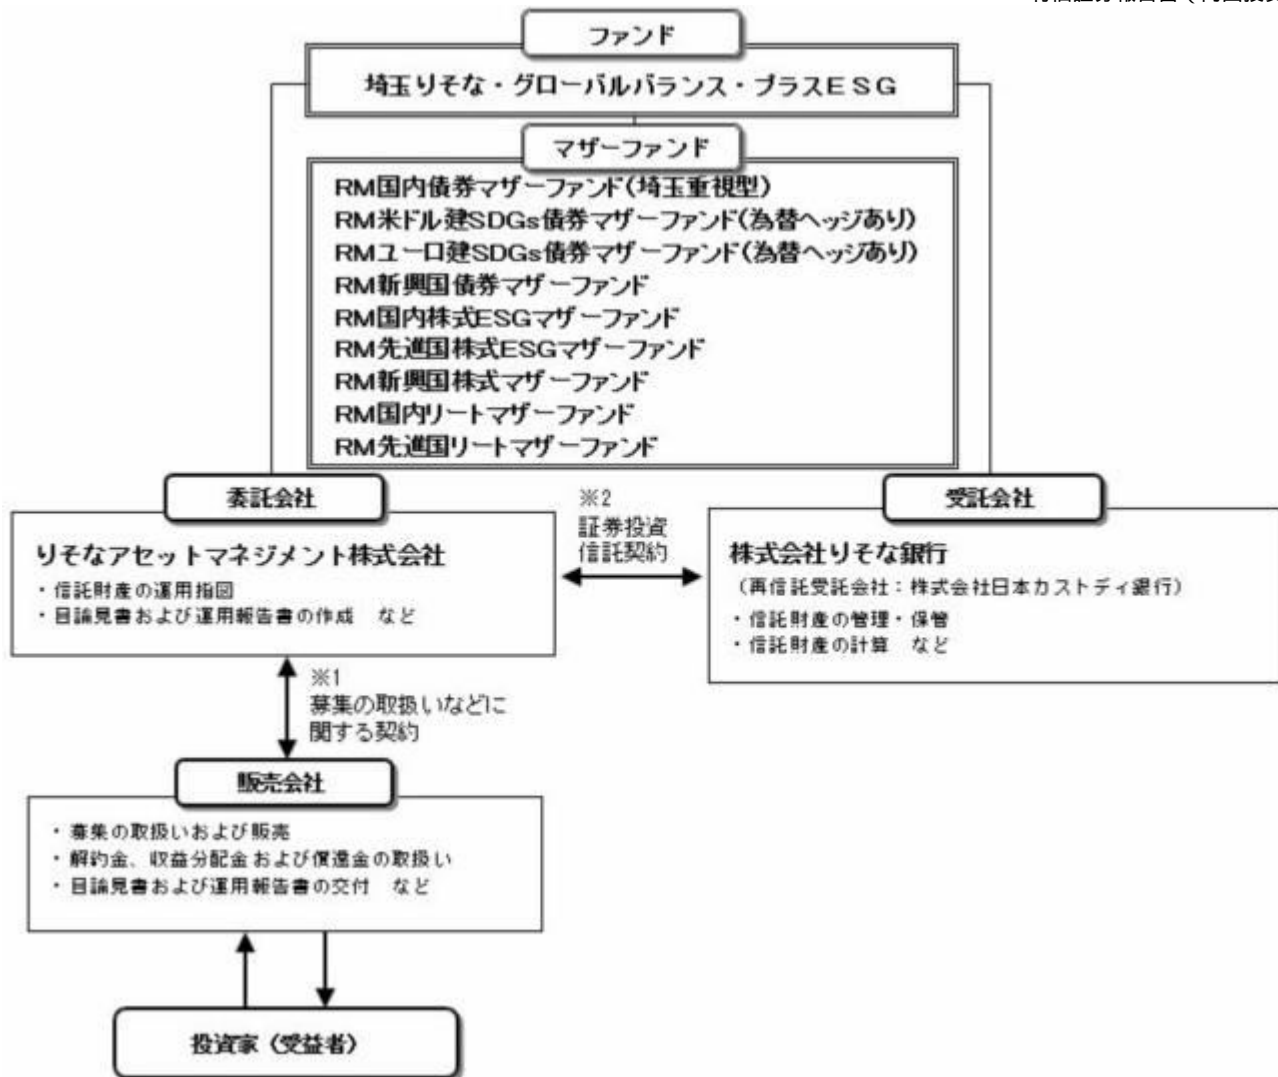 ファンド
埼玉りそな・グローバルバランス・プラスESG
マザーファンド
RM国内債券マザーファンド(埼玉重視型)
RM米ドル建SDGs債券マザーファンド(為替ヘッジあり)
RMユーロ建SDGs債券マザーファンド(為替ヘッジあり)
RM新興国債券マザーファンド
RM国内株式ESGマザーファンド
RM先進国株式ESGマザーファンド
RM新興国株式マザーファンド
RM国内リートマザーファンド
RM先進国リートマザーファンド
委託会社
りそなアセットマネジメント株式会社
・信託財産の運用指図
・目論見書および運用報告書の作成 など
※2
証券投資
信託契約
受託会社
株式会社りそな銀行
(再信託受託会社:株式会社日本カストディ銀行)
・信託財産の管理・保管
・信託財産の計算 など
※1
募集の取扱いなどに
関する契約
販売会社
・募集の取扱いおよび販売
・解約金、収益分配金および償還金の取扱い
・目論見書および運用報告書の交付 など
投資家(受益者)